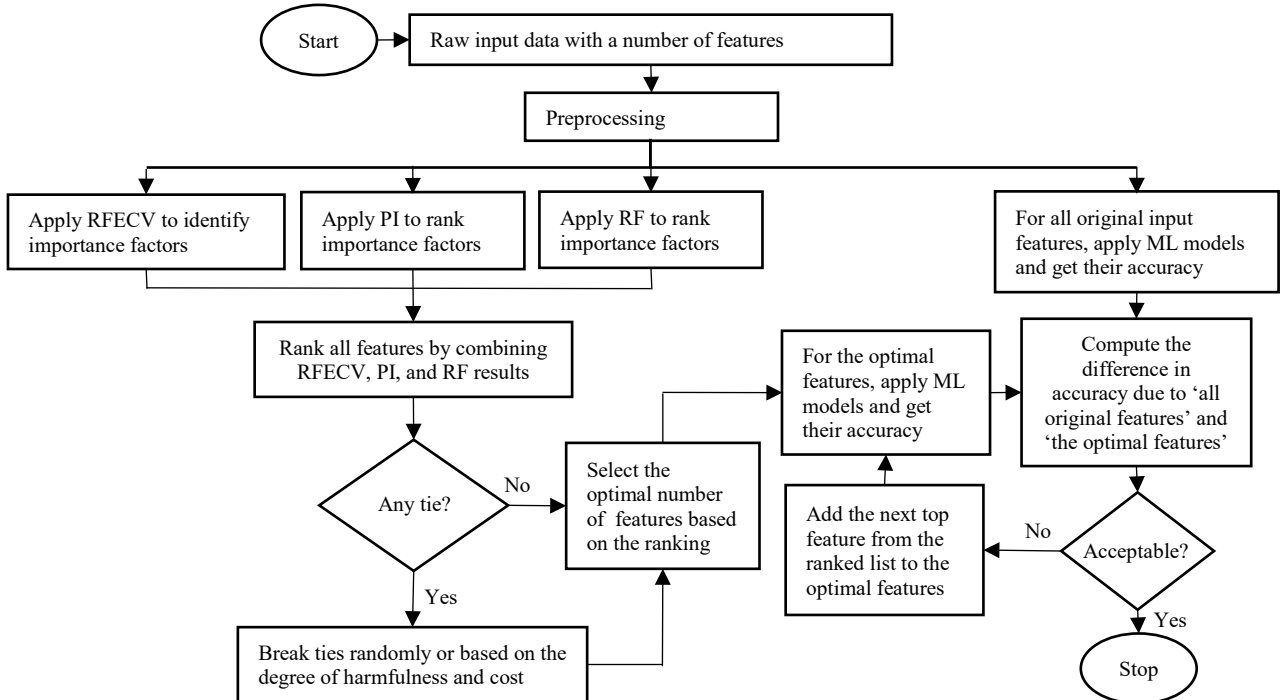 Start
Raw input data with a number of features
Preprocessing
Apply RFECV to identify
importance factors
Apply PI to rank
importance factors
Apply RF to rank
importance factors
For all original input
features, apply ML models
and get their accuracy
Rank all features by combining
RFECV, PI, and RF results
For the optimal
features, apply ML
models and get
their accuracy
Compute the
difference in
accuracy due to ‘all
original features’ and
‘the optimal features’
Any tie?
No
Select the
optimal number
of features based
on the ranking
Add the next top
feature from the
ranked list to the
optimal features
No
Acceptable?
Yes
Break ties randomly or based on the
degree of harmfulness and cost
Yes
Stop